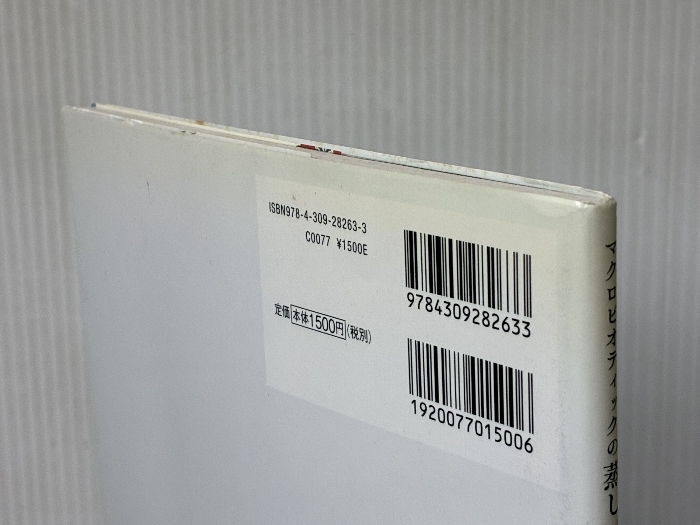 ISBN978-4-309-28263-3
C0077 ¥1500E
定価 本体1500円(税別)
9784309282633
1920077015006
マクロビオティックの蒸し